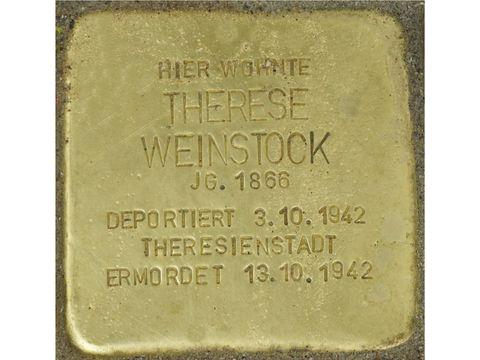 HIER WOHNTE
THERESE
WEINSTOCK
JG. 1866
DEPORTIERT 3.10.1942
THERESIENSTADT
ERMORDET 13.10.1942